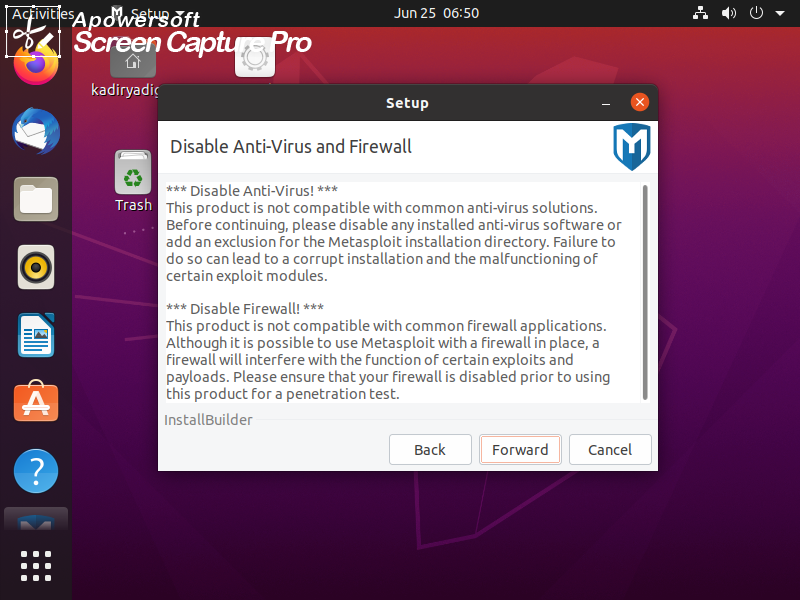 Activities
Setup
Jun 25 06:50
Apowersoft
Screen Capture Pro
kadiryadig
Trash
Setup
Disable Anti-Virus and Firewall
*** Disable Anti-Virus! ***
This product is not compatible with common anti-virus solutions.
Before continuing, please disable any installed anti-virus software or
add an exclusion for the Metasploit installation directory. Failure to
do so can lead to a corrupt installation and the malfunctioning of
certain exploit modules.
*** Disable Firewall! ***
This product is not compatible with common firewall applications.
Although it is possible to use Metasploit with a firewall in place, a
firewall will interfere with the function of certain exploits and
payloads. Please ensure that your firewall is disabled prior to using
this product for a penetration test.
InstallBuilder
Back
Forward
Cancel